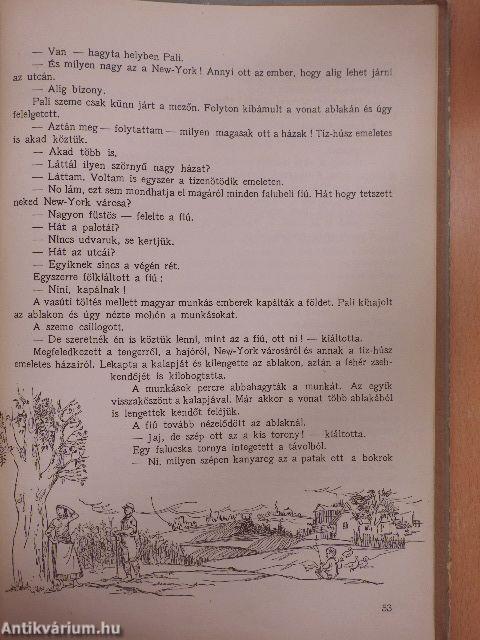 — Van — hagyta helyben Pali.
— És milyen nagy az a New-York! Annyi ott az ember, hogy alig lehet járni
az utcán.
— Alig bizony.
Pali szeme csak künn járt a mezőn. Folyton kibámult a vonat ablakán és úgy
felelgetett.
— Aztán meg — folytattam — milyen magasak ott a házak! Tíz-húsz emeletes
is akad köztük.
— Akad több is.
— Láttál ilyen szörnyű nagy házat?
— Láttam. Voltam is egyszer a tizenötödik emeleten.
— No lám, ezt sem mondhatja el magáról minden falubeli fiú. Hát hogy tetszett
neked New-York városa?
— Nagyon füstös — felelte a fiú.
— Hát a palotái?
— Nincs udvaruk, se kertjük.
— Hát az utcái?
— Egyiknek sincs a végén rét.
Egyszerre fölkiáltott a fiú:
— Nini, kapálnak!
A vasúti töltés mellett magyar munkás emberek kapálták a földet. Pali kihajolt
az ablakon és úgy nézte mohón a munkásokat.
A szeme csillogott.
— De szeretnék én is köztük lenni, mint az a fiú, ott ni! — kiáltotta.
Megfeledkezett a tengerről, a hajóról, New-York városáról és annak a tíz-húsz
emeletes házairól. Lekapta a kalapját és kilengette az ablakon, aztán a fehér zseb-
kendőjét is kilobogtatta.
A munkások percre abbahagyták a munkát. Az egyik
visszaköszönt a kalapjával. Már akkor a vonat több ablakából
is lengettek kendőt feléjük.
A fiú tovább nézelődött az ablaknál.
— Jaj, de szép ott az a kis torony! — kiáltotta.
Egy falucska tornya integetett a távolból.
— Ni, milyen szépen kanyarog az a patak ott a bokrok
53
Antikvárium.hu